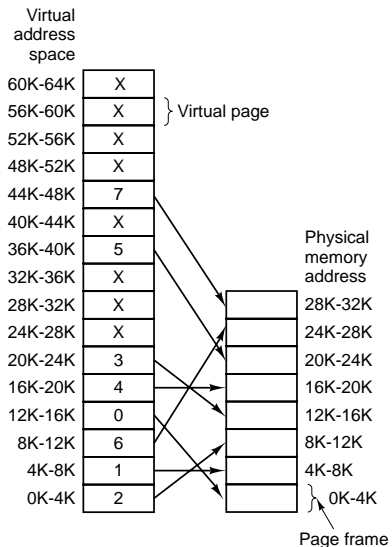 Virtual
address
space
60K-64K X
56K-60K X Virtual page
52K-56K X
48K-52K X
44K-48K 7
40K-44K X
36K-40K 5
32K-36K X
28K-32K X
24K-28K X
20K-24K 3
16K-20K 4
12K-16K 0
8K-12K 6
4K-8K 1
0K-4K 2
Physical
memory
address
28K-32K
24K-28K
20K-24K
16K-20K
12K-16K
8K-12K
4K-8K
0K-4K
Page frame